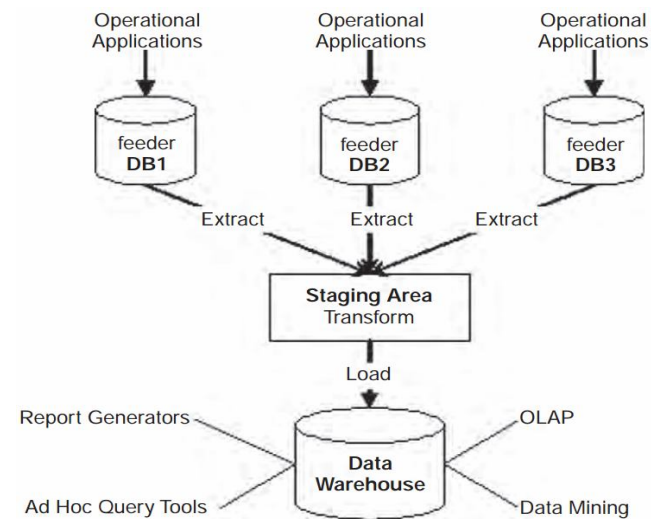 Operational
Applications
Operational
Applications
Operational
Applications
feeder
DB1
feeder
DB2
feeder
DB3
Extract
Extract
Extract
Staging Area
Transform
Load
Report Generators
OLAP
Data
Warehouse
Ad Hoc Query Tools
Data Mining